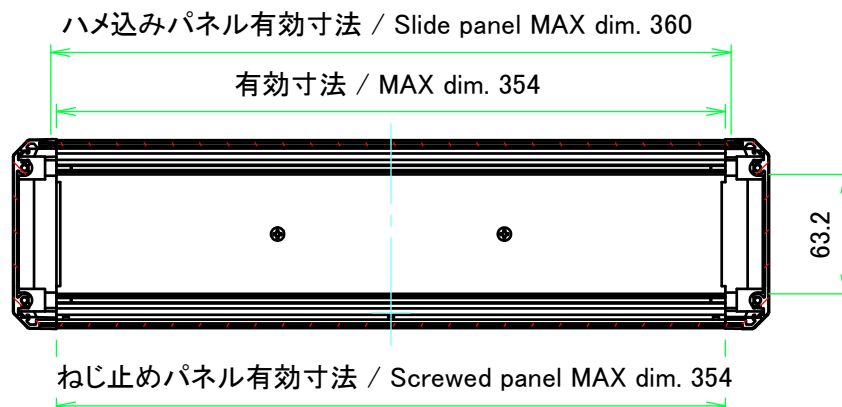 ハメ込みパネル有効寸法 / Slide panel MAX dim. 360
有効寸法 / MAX dim. 354
63.2
ねじ止めパネル有効寸法 / Screwed panel MAX dim. 354